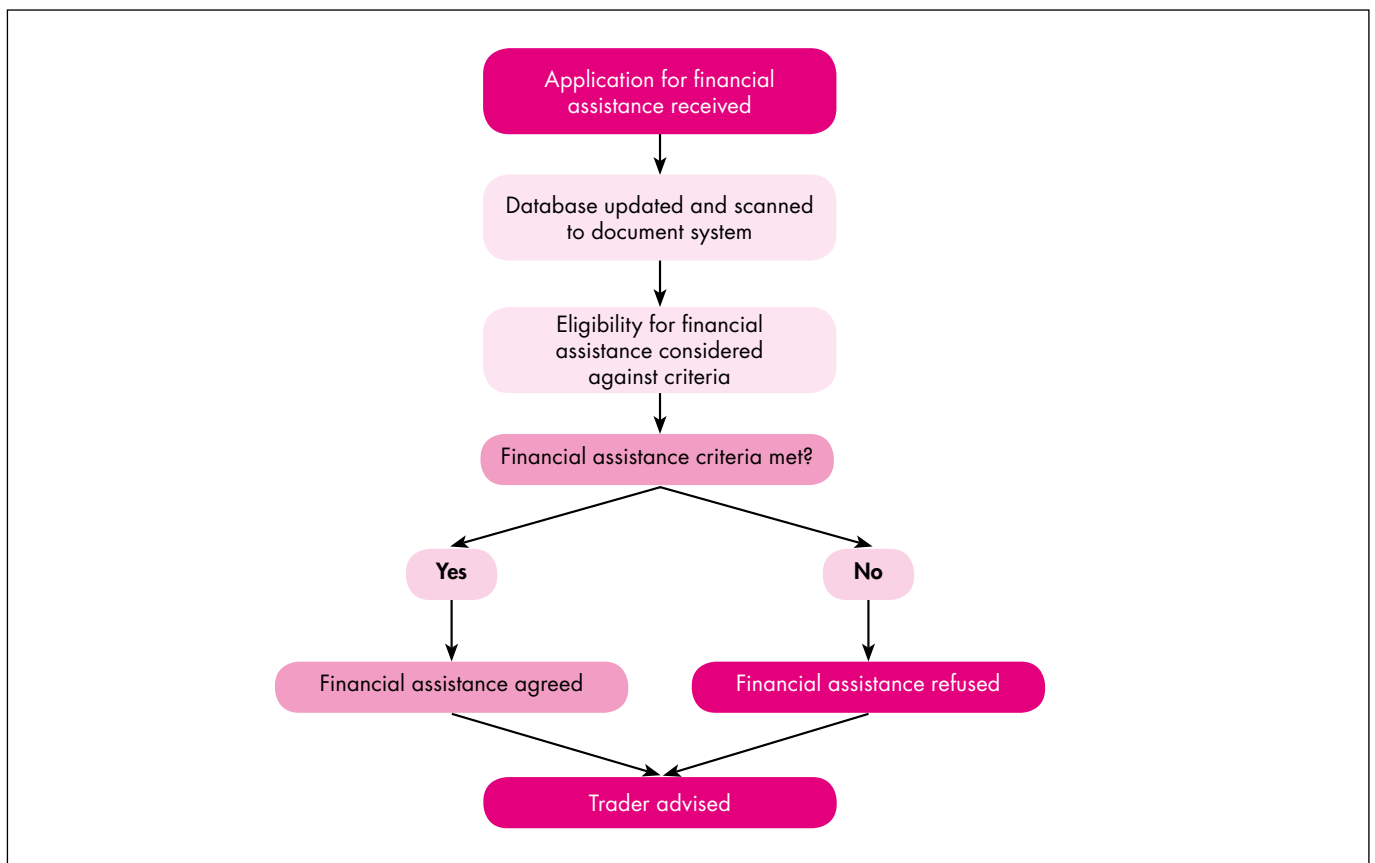 Application for financial
assistance received
Database updated and scanned
to document system
Eligibility for financial
assistance considered
against criteria
Financial assistance criteria met?
Yes
No
Financial assistance agreed
Financial assistance refused
Trader advised